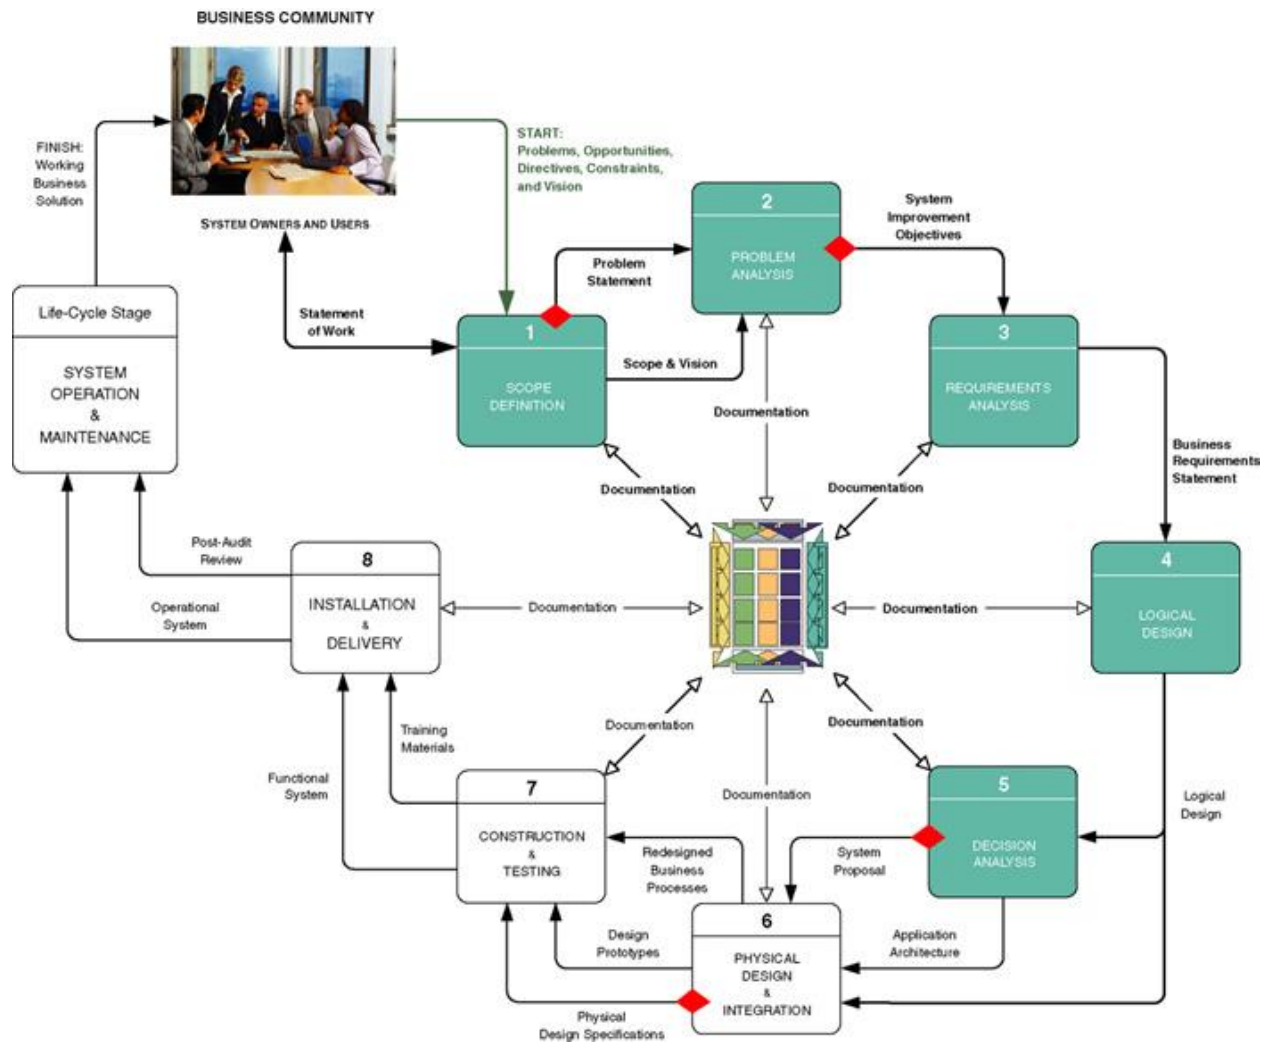 BUSINESS COMMUNITY
FINISH:
Working
Business
Solution
START:
Problems, Opportunities,
Directives, Constraints,
and Vision
SYSTEM OWNERS AND USERS
Statement
of Work
Problem
Statement
2
PROBLEM
ANALYSIS
System
Improvement
Objectives
Life-Cycle Stage
SYSTEM
OPERATION
&
MAINTENANCE
1
SCOPE
DEFINITION
Scope & Vision
3
REQUIREMENTS
ANALYSIS
Documentation
Documentation
Documentation
Business
Requirements
Statement
Post-Audit
Review
Operational
System
8
INSTALLATION
&
DELIVERY
Documentation
Documentation
4
LOGICAL
DESIGN
Documentation
Documentation
Training
Materials
Functional
System
7
CONSTRUCTION
&
TESTING
Documentation
5
DECISION
ANALYSIS
Logical
Design
Redesigned
Business
Processes
System
Proposal
6
PHYSICAL
DESIGN
&
INTEGRATION
Design
Prototypes
Application
Architecture
Physical
Design Specifications